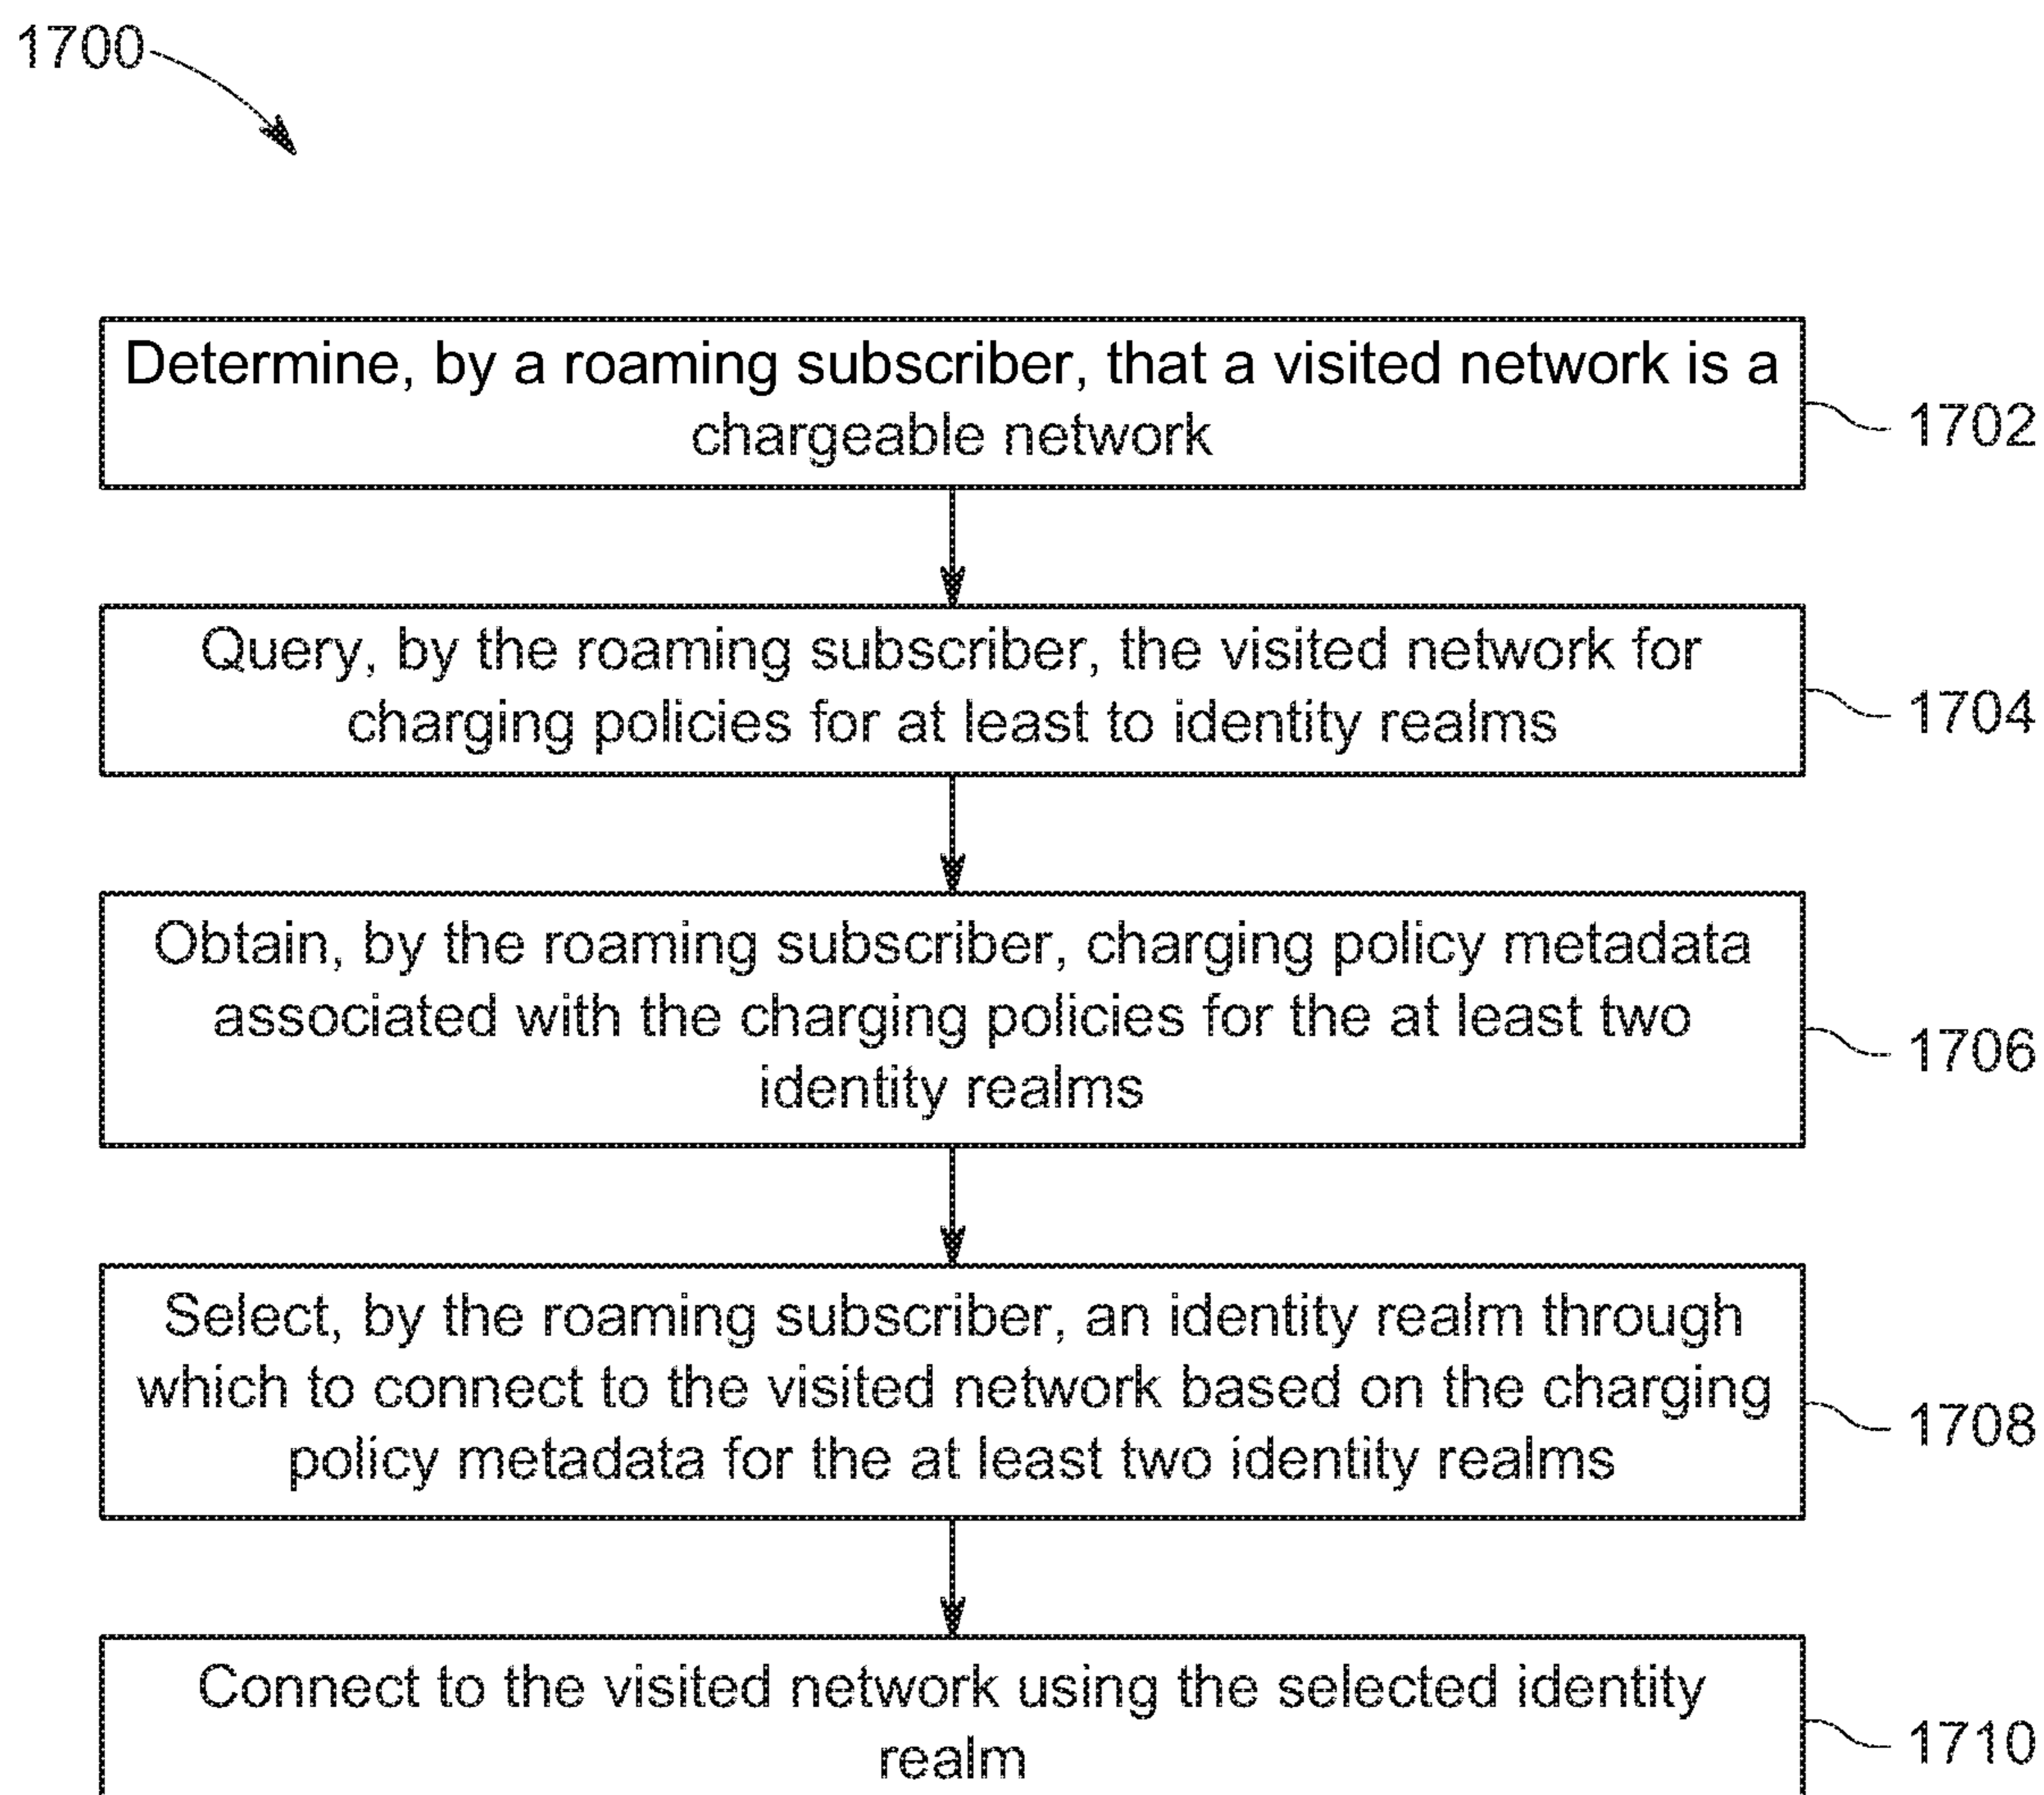 1700
Determine, by a roaming subscriber, that a visited network is a
chargeable network
1702
Query, by the roaming subscriber, the visited network for
charging policies for at least to identity realms
1704
Obtain, by the roaming subscriber, charging policy metadata
associated with the charging policies for the at least two
identity realms
1706
Select, by the roaming subscriber, an identity realm through
which to connect to the visited network based on the charging
policy metadata for the at least two identity realms
1708
Connect to the visited network using the selected identity
realm
1710